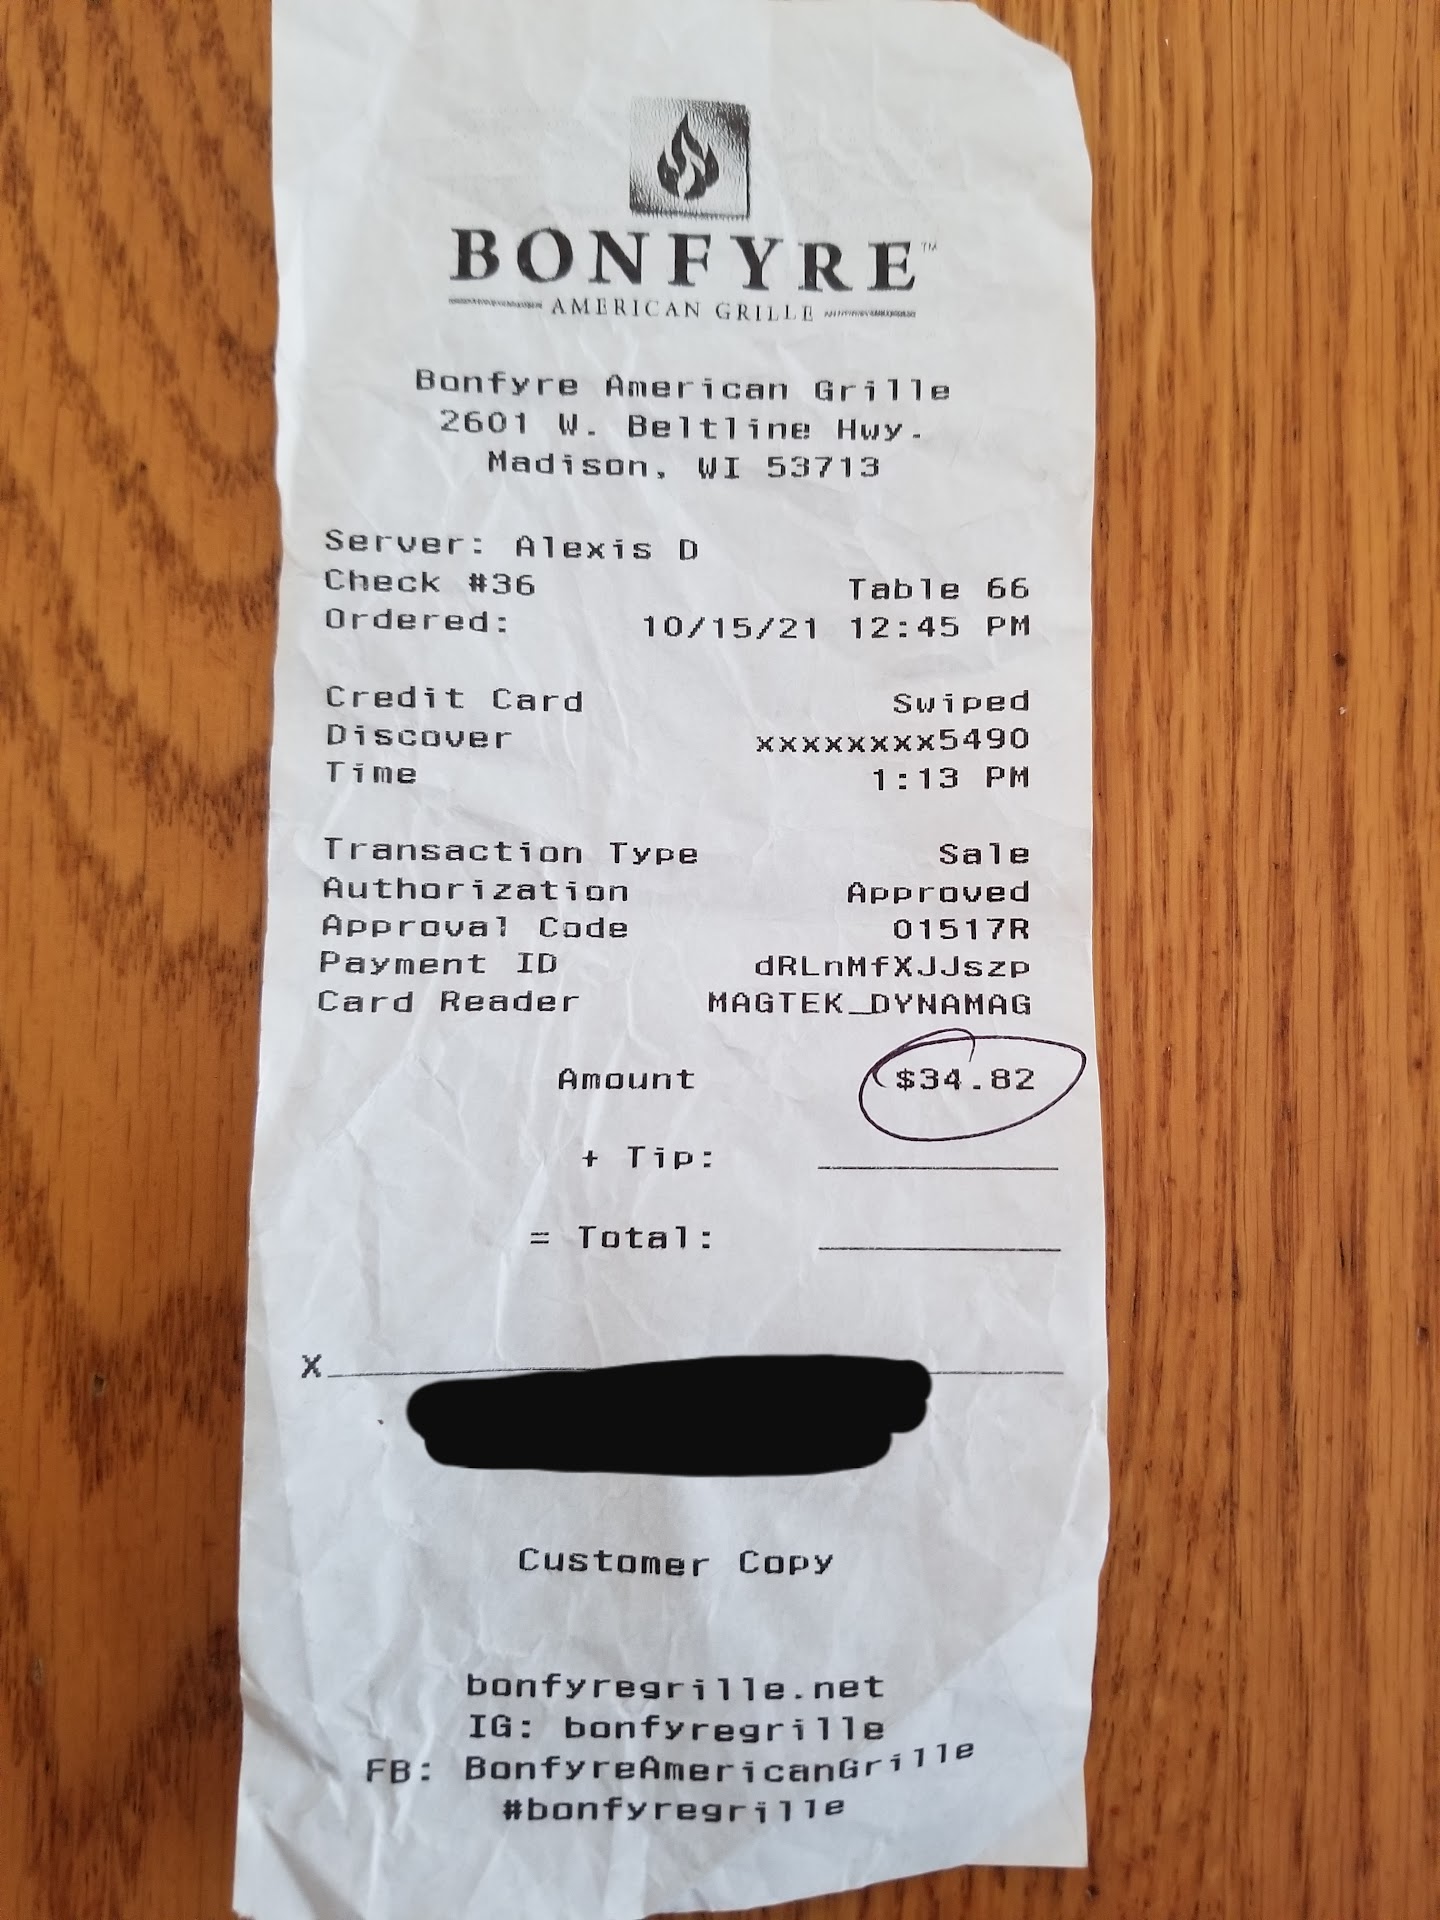 BONFYRE™
AMERICAN GRILLE
Bonfyre American Grille
2601 W. Beltline Hwy.
Madison, WI 53713
Server: Alexis D
Check #36 Table 66
Ordered: 10/15/21 12:45 PM
Credit Card Swiped
Discover xxxxxxxx5490
Time 1:13 PM
Transaction Type Sale
Authorization Approved
Approval Code 01517R
Payment ID dRLnMfXJJszp
Card Reader MAGTEK_DYNAMAG
Amount $34.82
+ Tip:
= Total:
X
Customer Copy
bonfyregrille.net
IG: bonfyregrille
FB: BonfyreAmericanGrille
#bonfyregrille